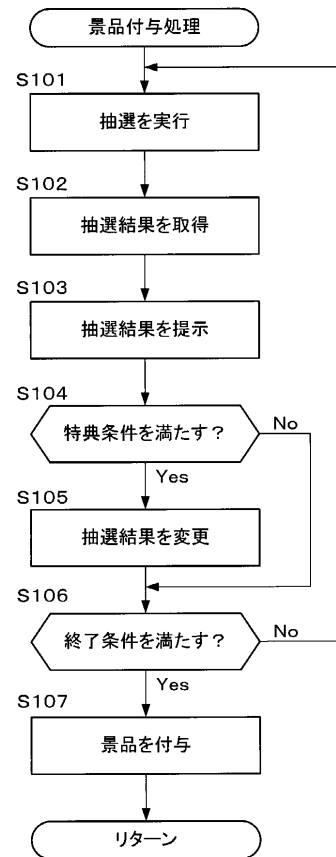 景品付与処理
S101
抽選を実行
S102
抽選結果を取得
S103
抽選結果を提示
S104
特典条件を満たす?
No
Yes
S105
抽選結果を変更
S106
終了条件を満たす?
No
Yes
S107
景品を付与
リターン